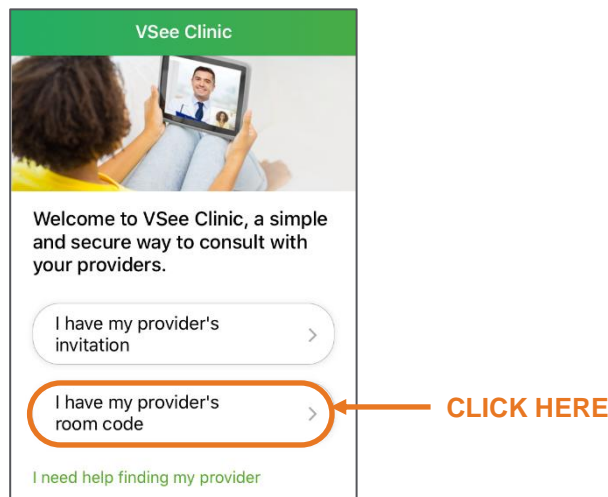 VSee Clinic
Welcome to VSee Clinic, a simple
and secure way to consult with
your providers.
I have my provider's
invitation
I have my provider's
room code
CLICK HERE
I need help finding my provider